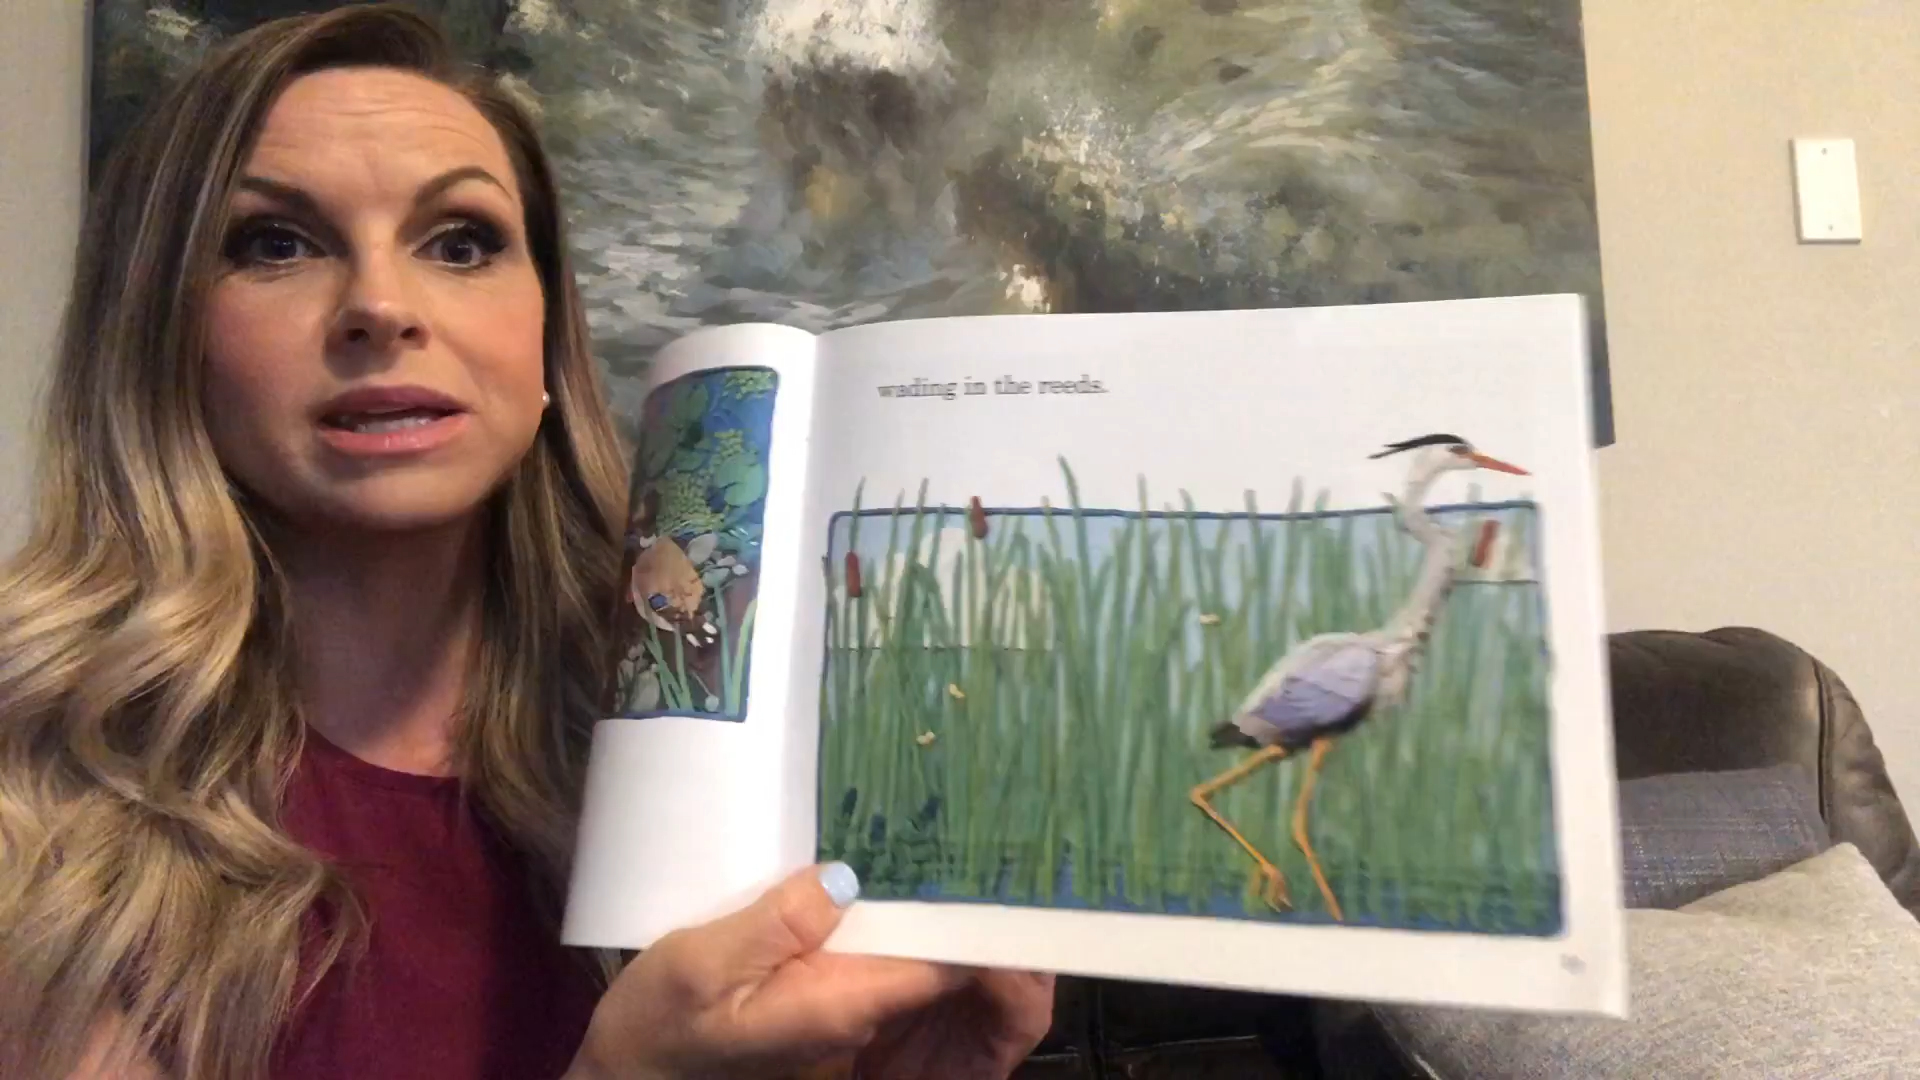 wading in the reeds.